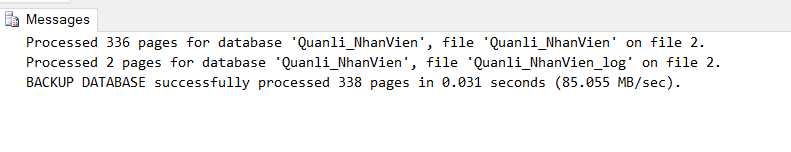 Messages
Processed 336 pages for database 'Quanli_NhanVien', file 'Quanli_NhanVien' on file 2.
Processed 2 pages for database 'Quanli_NhanVien', file 'Quanli_NhanVien_log' on file 2.
BACKUP DATABASE successfully processed 338 pages in 0.031 seconds (85.055 MB/sec).